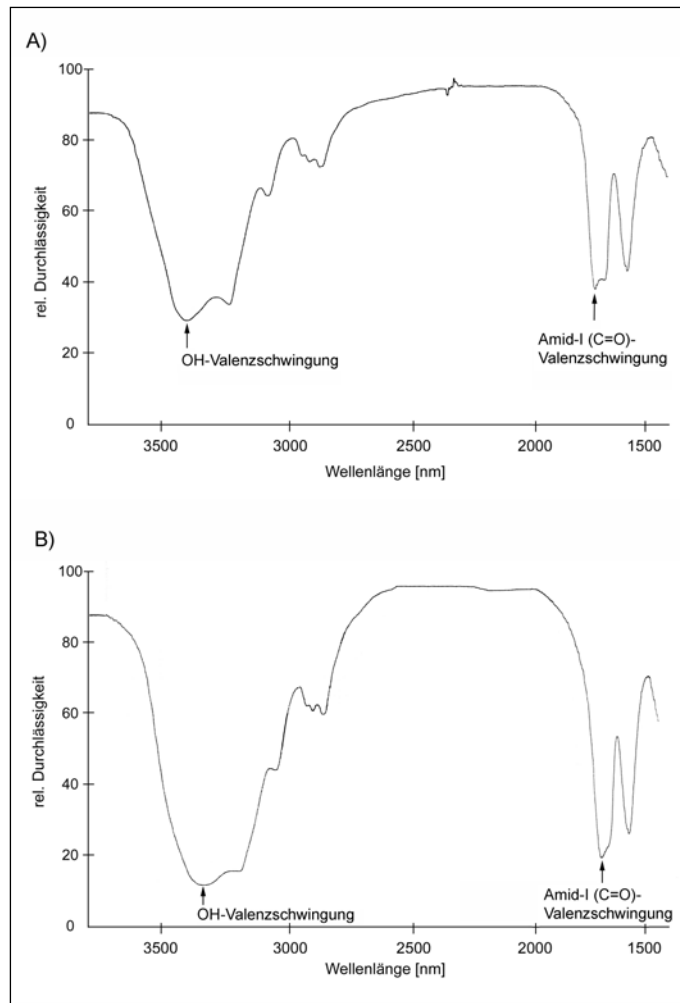 A)
100
80
60
40
20
0
rel. Durchlässigkeit
OH-Valenzschwingung
Amid-I (C=O)-
Valenzschwingung
3500 3000 2500 2000 1500
Wellenlänge [nm]
B)
100
80
60
40
20
0
rel. Durchlässigkeit
OH-Valenzschwingung
Amid-I (C=O)-
Valenzschwingung
3500 3000 2500 2000 1500
Wellenlänge [nm]